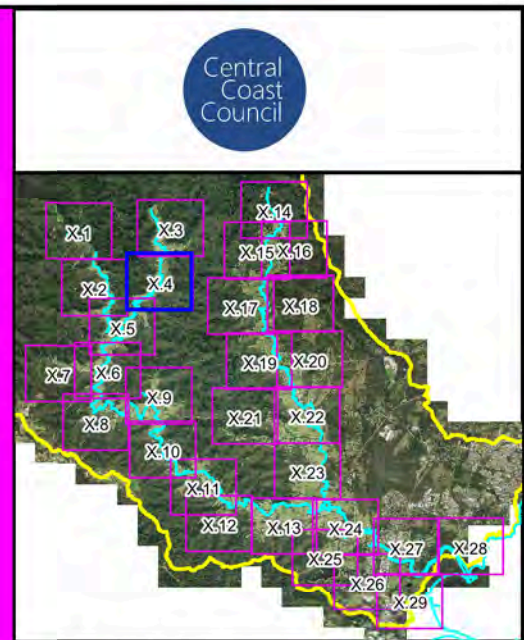 Central
Coast
Council
X.14
X.1
X.3
X.15
X.16
X.4
X.2
X.17
X.18
X.5
X.19
X.20
X.7
X.6
X.9
X.21
X.22
X.8
X.10
X.23
X.11
X.12
X.13
X.24
X.25
X.27
X.28
X.26
X.29